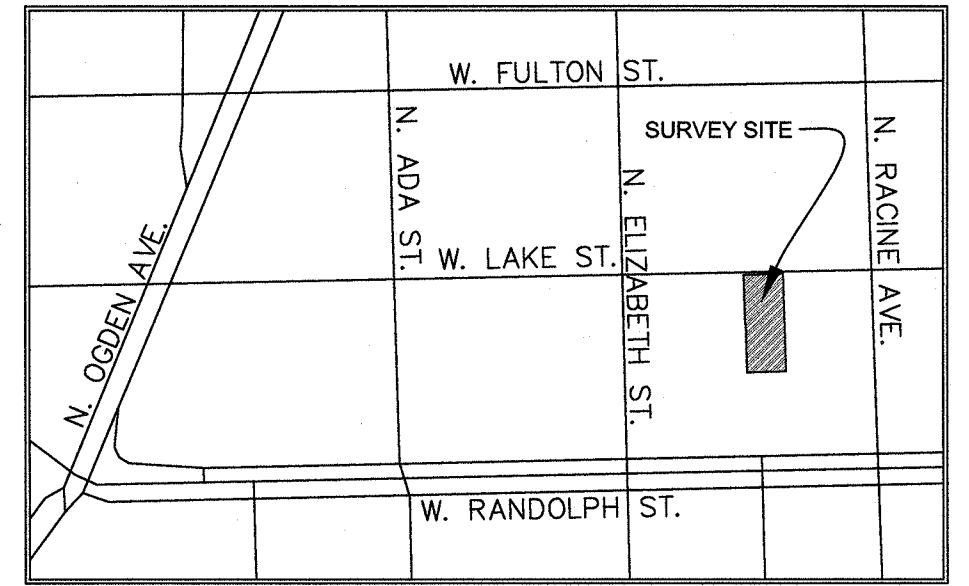 W. FULTON ST.
SURVEY SITE
N. ADA ST.
N. ELIZABETH ST.
N. RACINE AVE.
W. LAKE ST.
N. OGDEN AVE.
W. RANDOLPH ST.